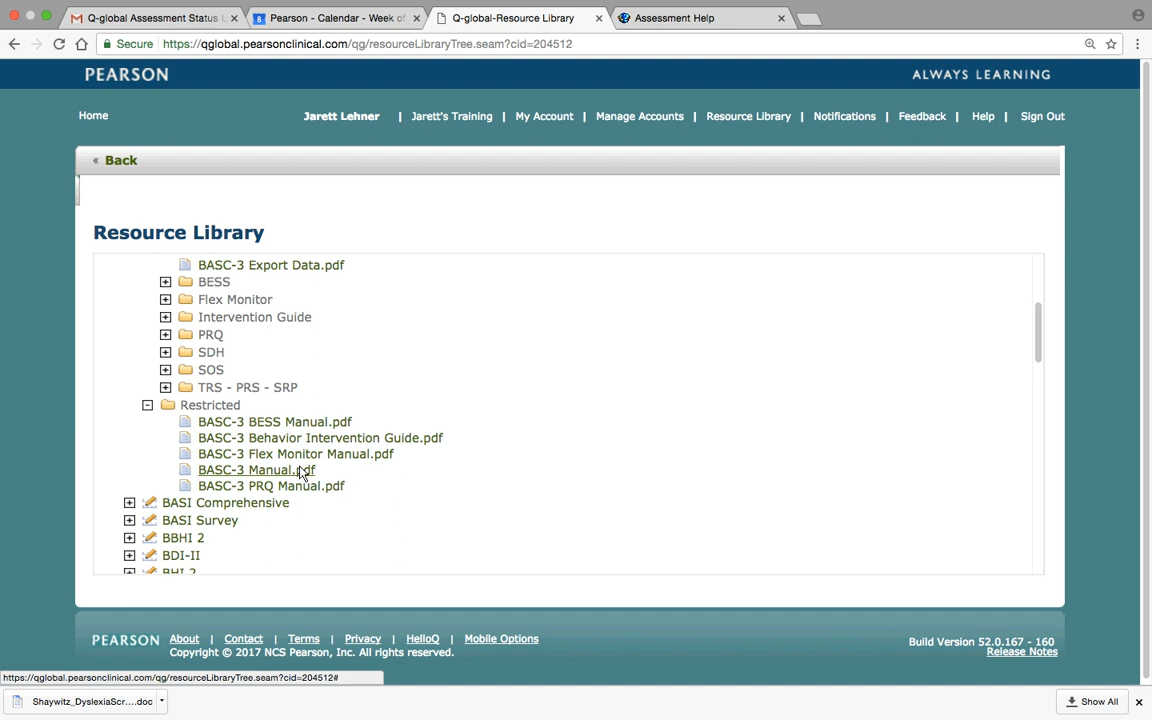 Q-global Assessment Status U
Pearson - Calendar - Week of
Q-global-Resource Library
Assessment Help
Secure https://qglobal.pearsonclinical.com/qg/resourceLibraryTree.seam?cid=204512
PEARSON ALWAYS LEARNING
Home Jarett Lehner | Jarett's Training | My Account | Manage Accounts | Resource Library | Notifications | Feedback | Help | Sign Out
« Back
Resource Library
BASC-3 Export Data.pdf
BESS
Flex Monitor
Intervention Guide
PRQ
SDH
SOS
TRS - PRS - SRP
Restricted
BASC-3 BESS Manual.pdf
BASC-3 Behavior Intervention Guide.pdf
BASC-3 Flex Monitor Manual.pdf
BASC-3 Manual.pdf
BASC-3 PRQ Manual.pdf
BASI Comprehensive
BASI Survey
BBHI 2
BDI-II
BHI 2
PEARSON About | Contact | Terms | Privacy | HelloQ | Mobile Options
Copyright © 2017 NCS Pearson, Inc. All rights reserved.
Build Version 52.0.167 - 160
Release Notes
https://qglobal.pearsonclinical.com/qg/resourceLibraryTree.seam?cid=204512#
Shaywitz_DyslexiaScr....doc
Show All